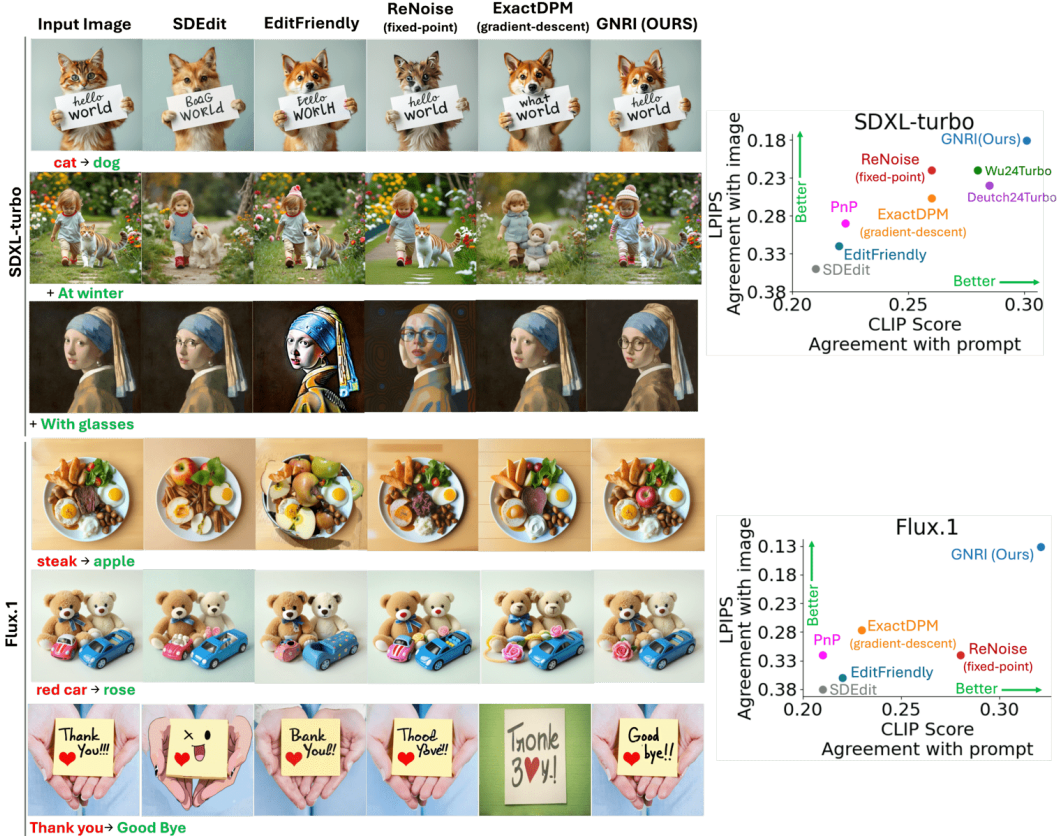 Input Image
SDEdit
EditFriendly
ReNoise
(fixed-point)
ExactDPM
(gradient-descent)
GNRI (OURS)
SDXL-turbo
hello
world
BoAG
WORLD
Ecllo
WORLH
hello
world
what
world
hello
world
cat → dog
+ At winter
+ With glasses
Flux.1
steak → apple
red car → rose
Thank
You!!!
Bank
You!!
Thood
Yove!!
Tronle
3♥y.!
Good
bye!!
Thank you→ Good Bye
SDXL-turbo
LPIPS
Agreement with image
0.18
0.23
0.28
0.33
0.38
Better
GNRI(Ours)
ReNoise
(fixed-point)
Wu24Turbo
Deutch24Turbo
PnP
ExactDPM
(gradient-descent)
EditFriendly
SDEdit
Better
0.20
0.25
0.30
CLIP Score
Agreement with prompt
Flux.1
LPIPS
Agreement with image
0.13
0.18
0.23
0.28
0.33
0.38
Better
GNRI (Ours)
ExactDPM
(gradient-descent)
PnP
ReNoise
(fixed-point)
EditFriendly
SDEdit
Better
0.20
0.25
0.30
CLIP Score
Agreement with prompt